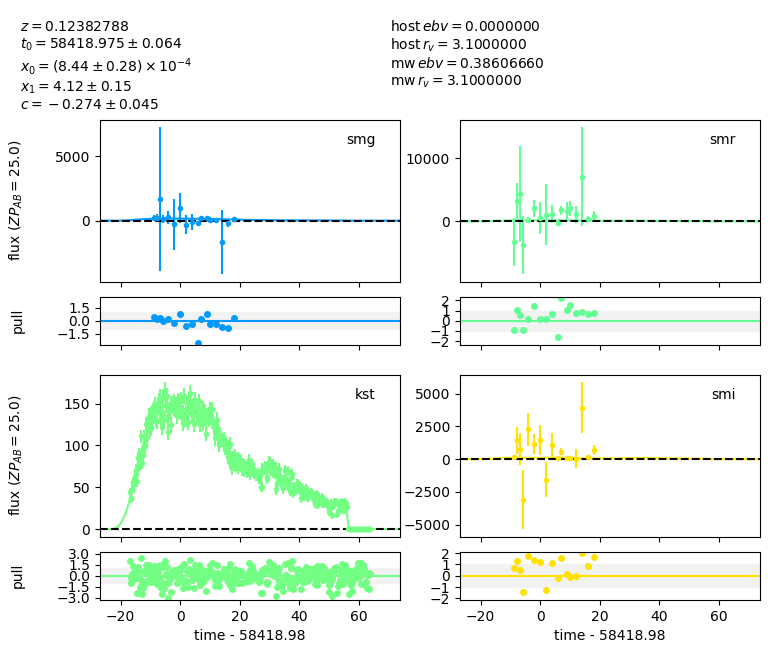 z = 0.12382788
t₀ = 58418.975 ± 0.064
x₀ = (8.44 ± 0.28) × 10⁻⁴
x₁ = 4.12 ± 0.15
c = −0.274 ± 0.045
host ebv = 0.0000000
host r_v = 3.1000000
mw ebv = 0.38606660
mw r_v = 3.1000000
smg
5000
0
flux (ZP_AB = 25.0)
smr
10000
0
1.5
0.0
−1.5
pull
2
1
0
−1
−2
kst
150
100
50
0
flux (ZP_AB = 25.0)
smi
5000
2500
0
−2500
−5000
3.0
1.5
0.0
−1.5
−3.0
pull
−20 0 20 40 60
time - 58418.98
2
1
0
−1
−2
−20 0 20 40 60
time - 58418.98